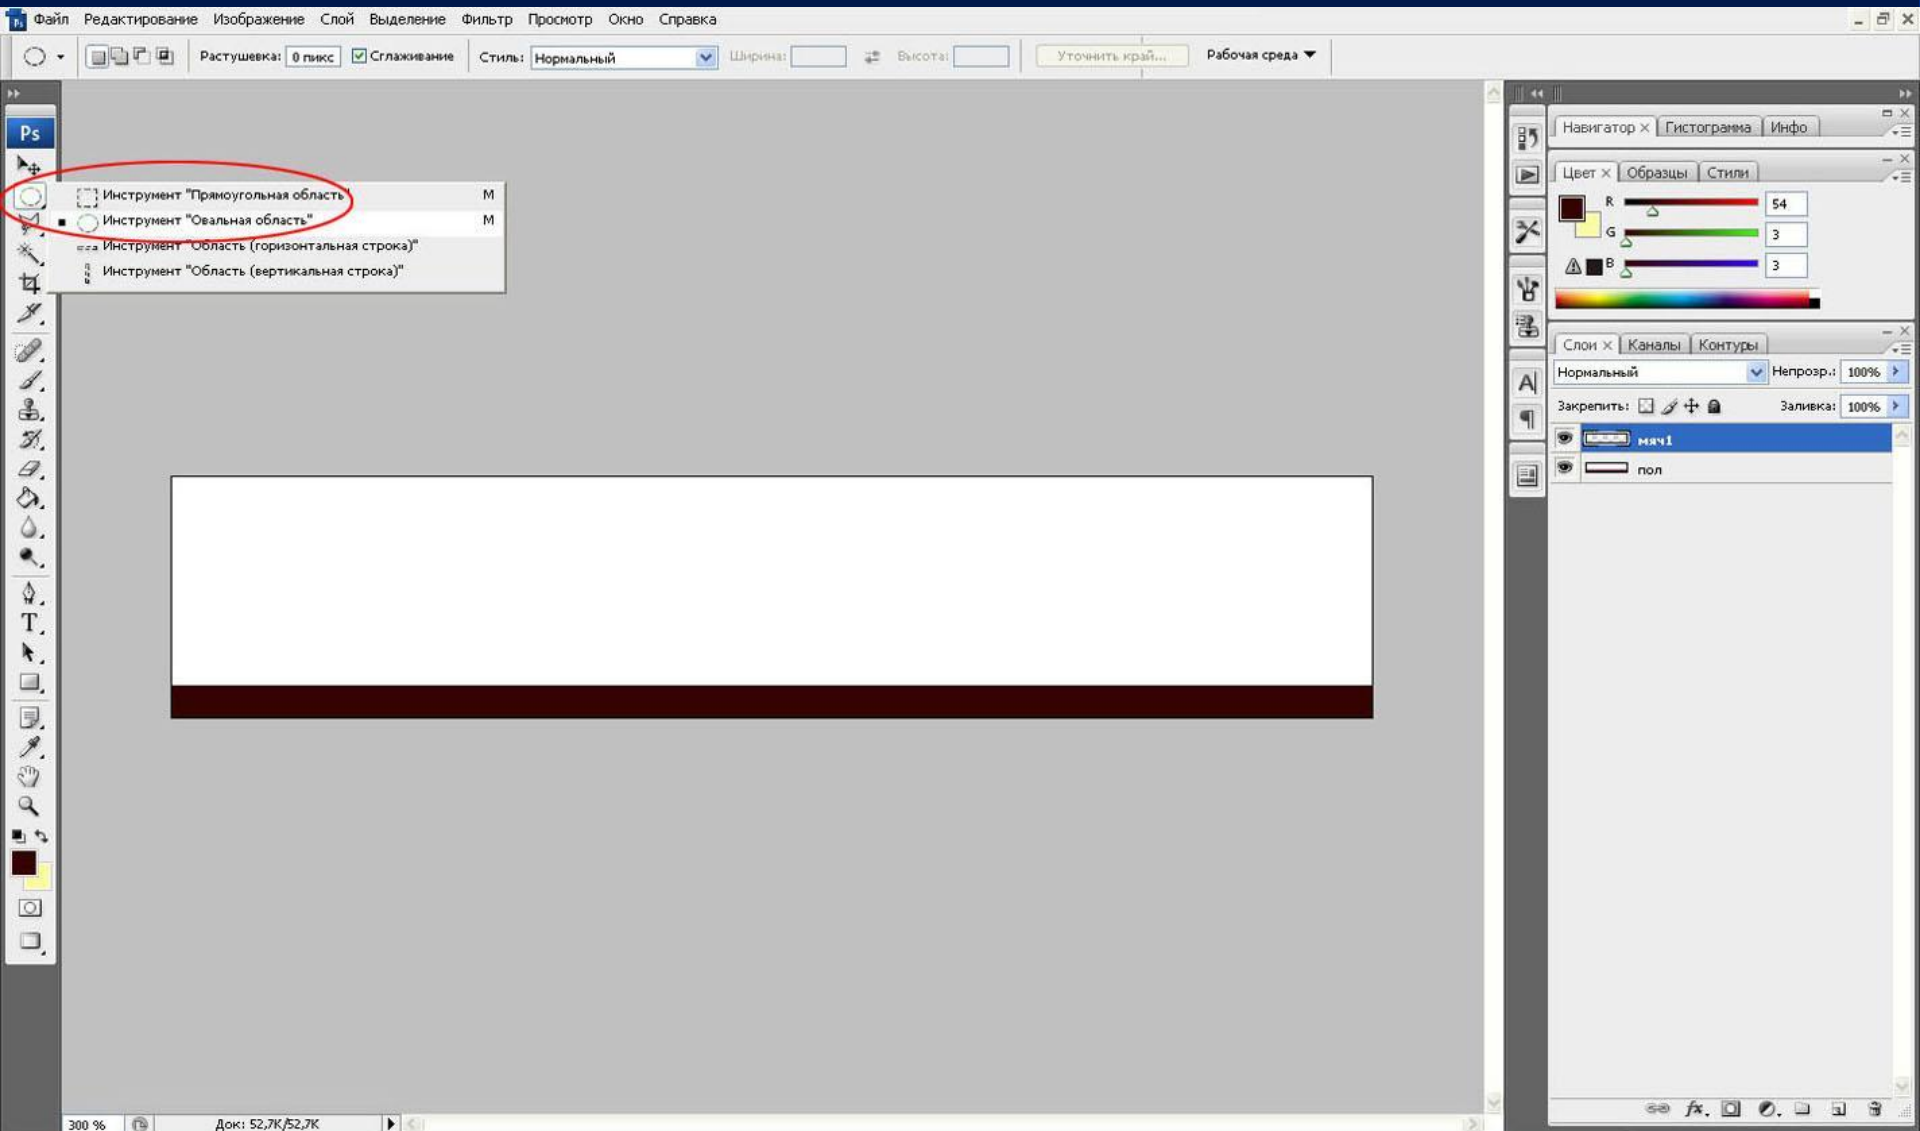 Файл Редактирование Изображение Слой Выделение Фильтр Просмотр Окно Справка
Растушевка: 0 пикс Сглаживание Стиль: Нормальный Ширина: Высота: Уточнить край... Рабочая среда
Ps
Инструмент "Прямоугольная область" M
Инструмент "Овальная область" M
Инструмент "Область (горизонтальная строка)"
Инструмент "Область (вертикальная строка)"
Навигатор Гистограмма Инфо
Цвет Образцы Стили
R 54
G 3
B 3
Слои Каналы Контуры
Нормальный Непрозр.: 100%
Закрепить: Заливка: 100%
мяч1
пол
300 % Док: 52,7K/52,7K